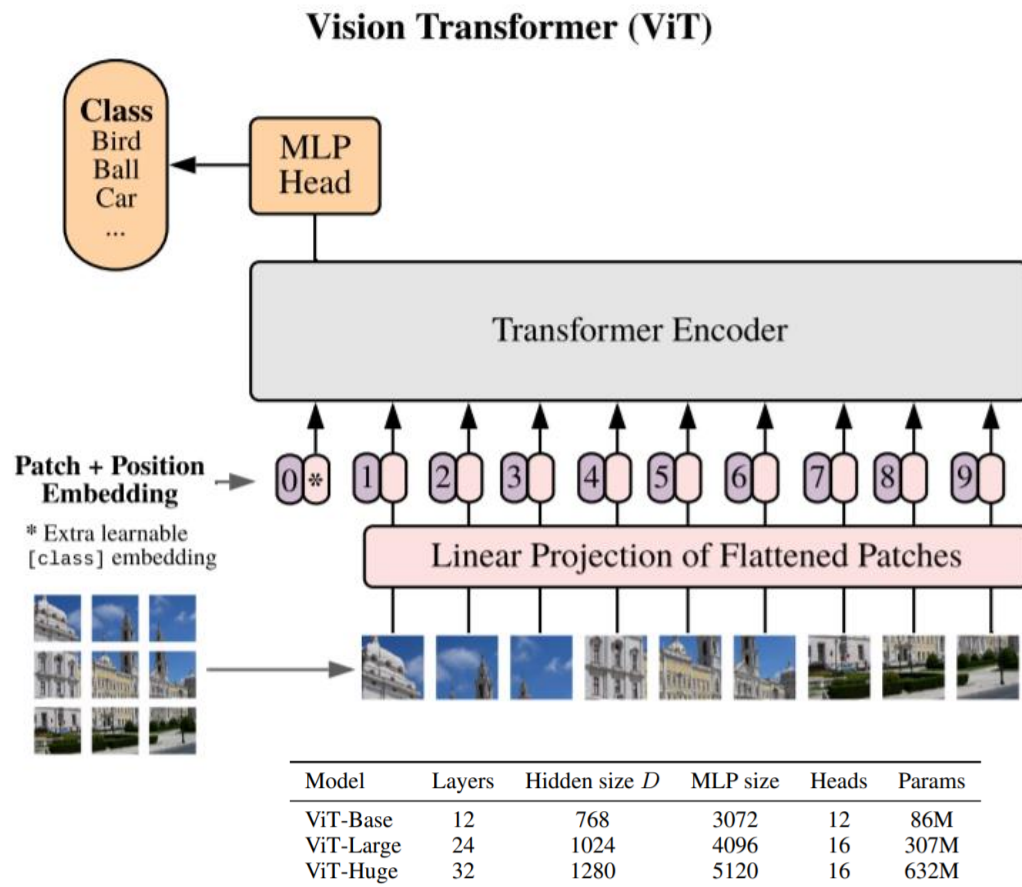 Vision Transformer (ViT)
Class
Bird
Ball
Car
...
MLP
Head
Transformer Encoder
Patch + Position
Embedding
0 * 1 2 3 4 5 6 7 8 9
* Extra learnable
[class] embedding
Linear Projection of Flattened Patches
Model Layers Hidden size D MLP size Heads Params
ViT-Base 12 768 3072 12 86M
ViT-Large 24 1024 4096 16 307M
ViT-Huge 32 1280 5120 16 632M